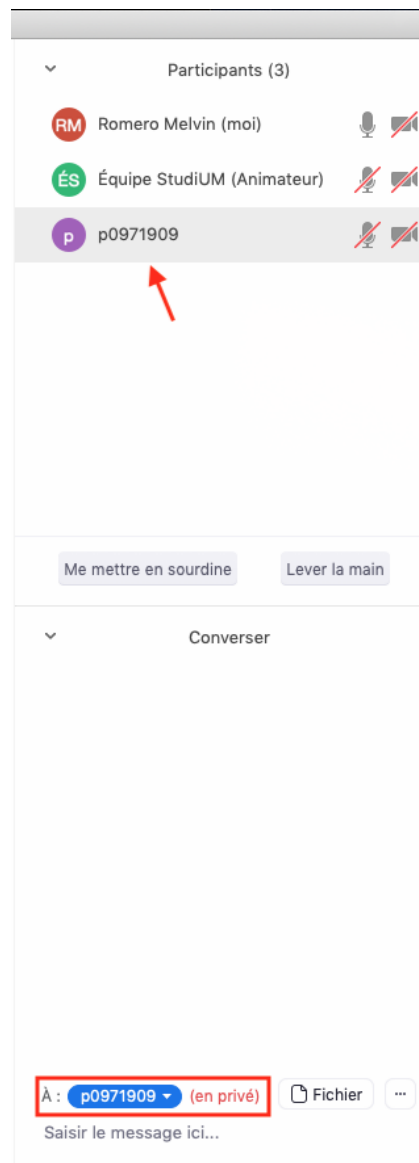 Participants (3)
RM Romero Melvin (moi)
ÉS Équipe StudiUM (Animateur)
p p0971909
Me mettre en sourdine Lever la main
Converser
À : p0971909 (en privé) Fichier ...
Saisir le message ici...